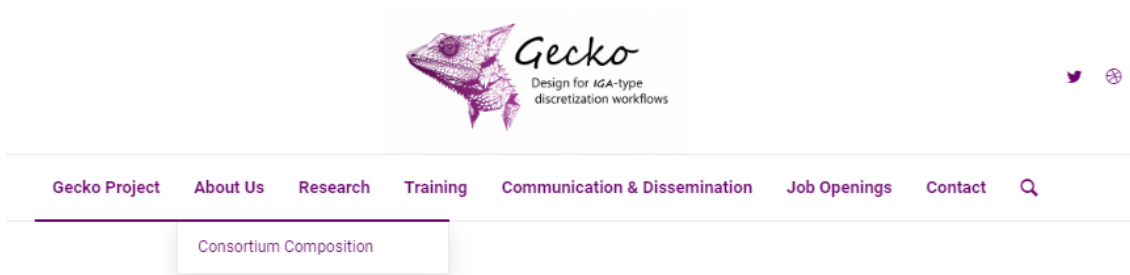 Gecko
Design for IGA-type
discretization workflows
Gecko Project About Us Research Training Communication & Dissemination Job Openings Contact
Consortium Composition